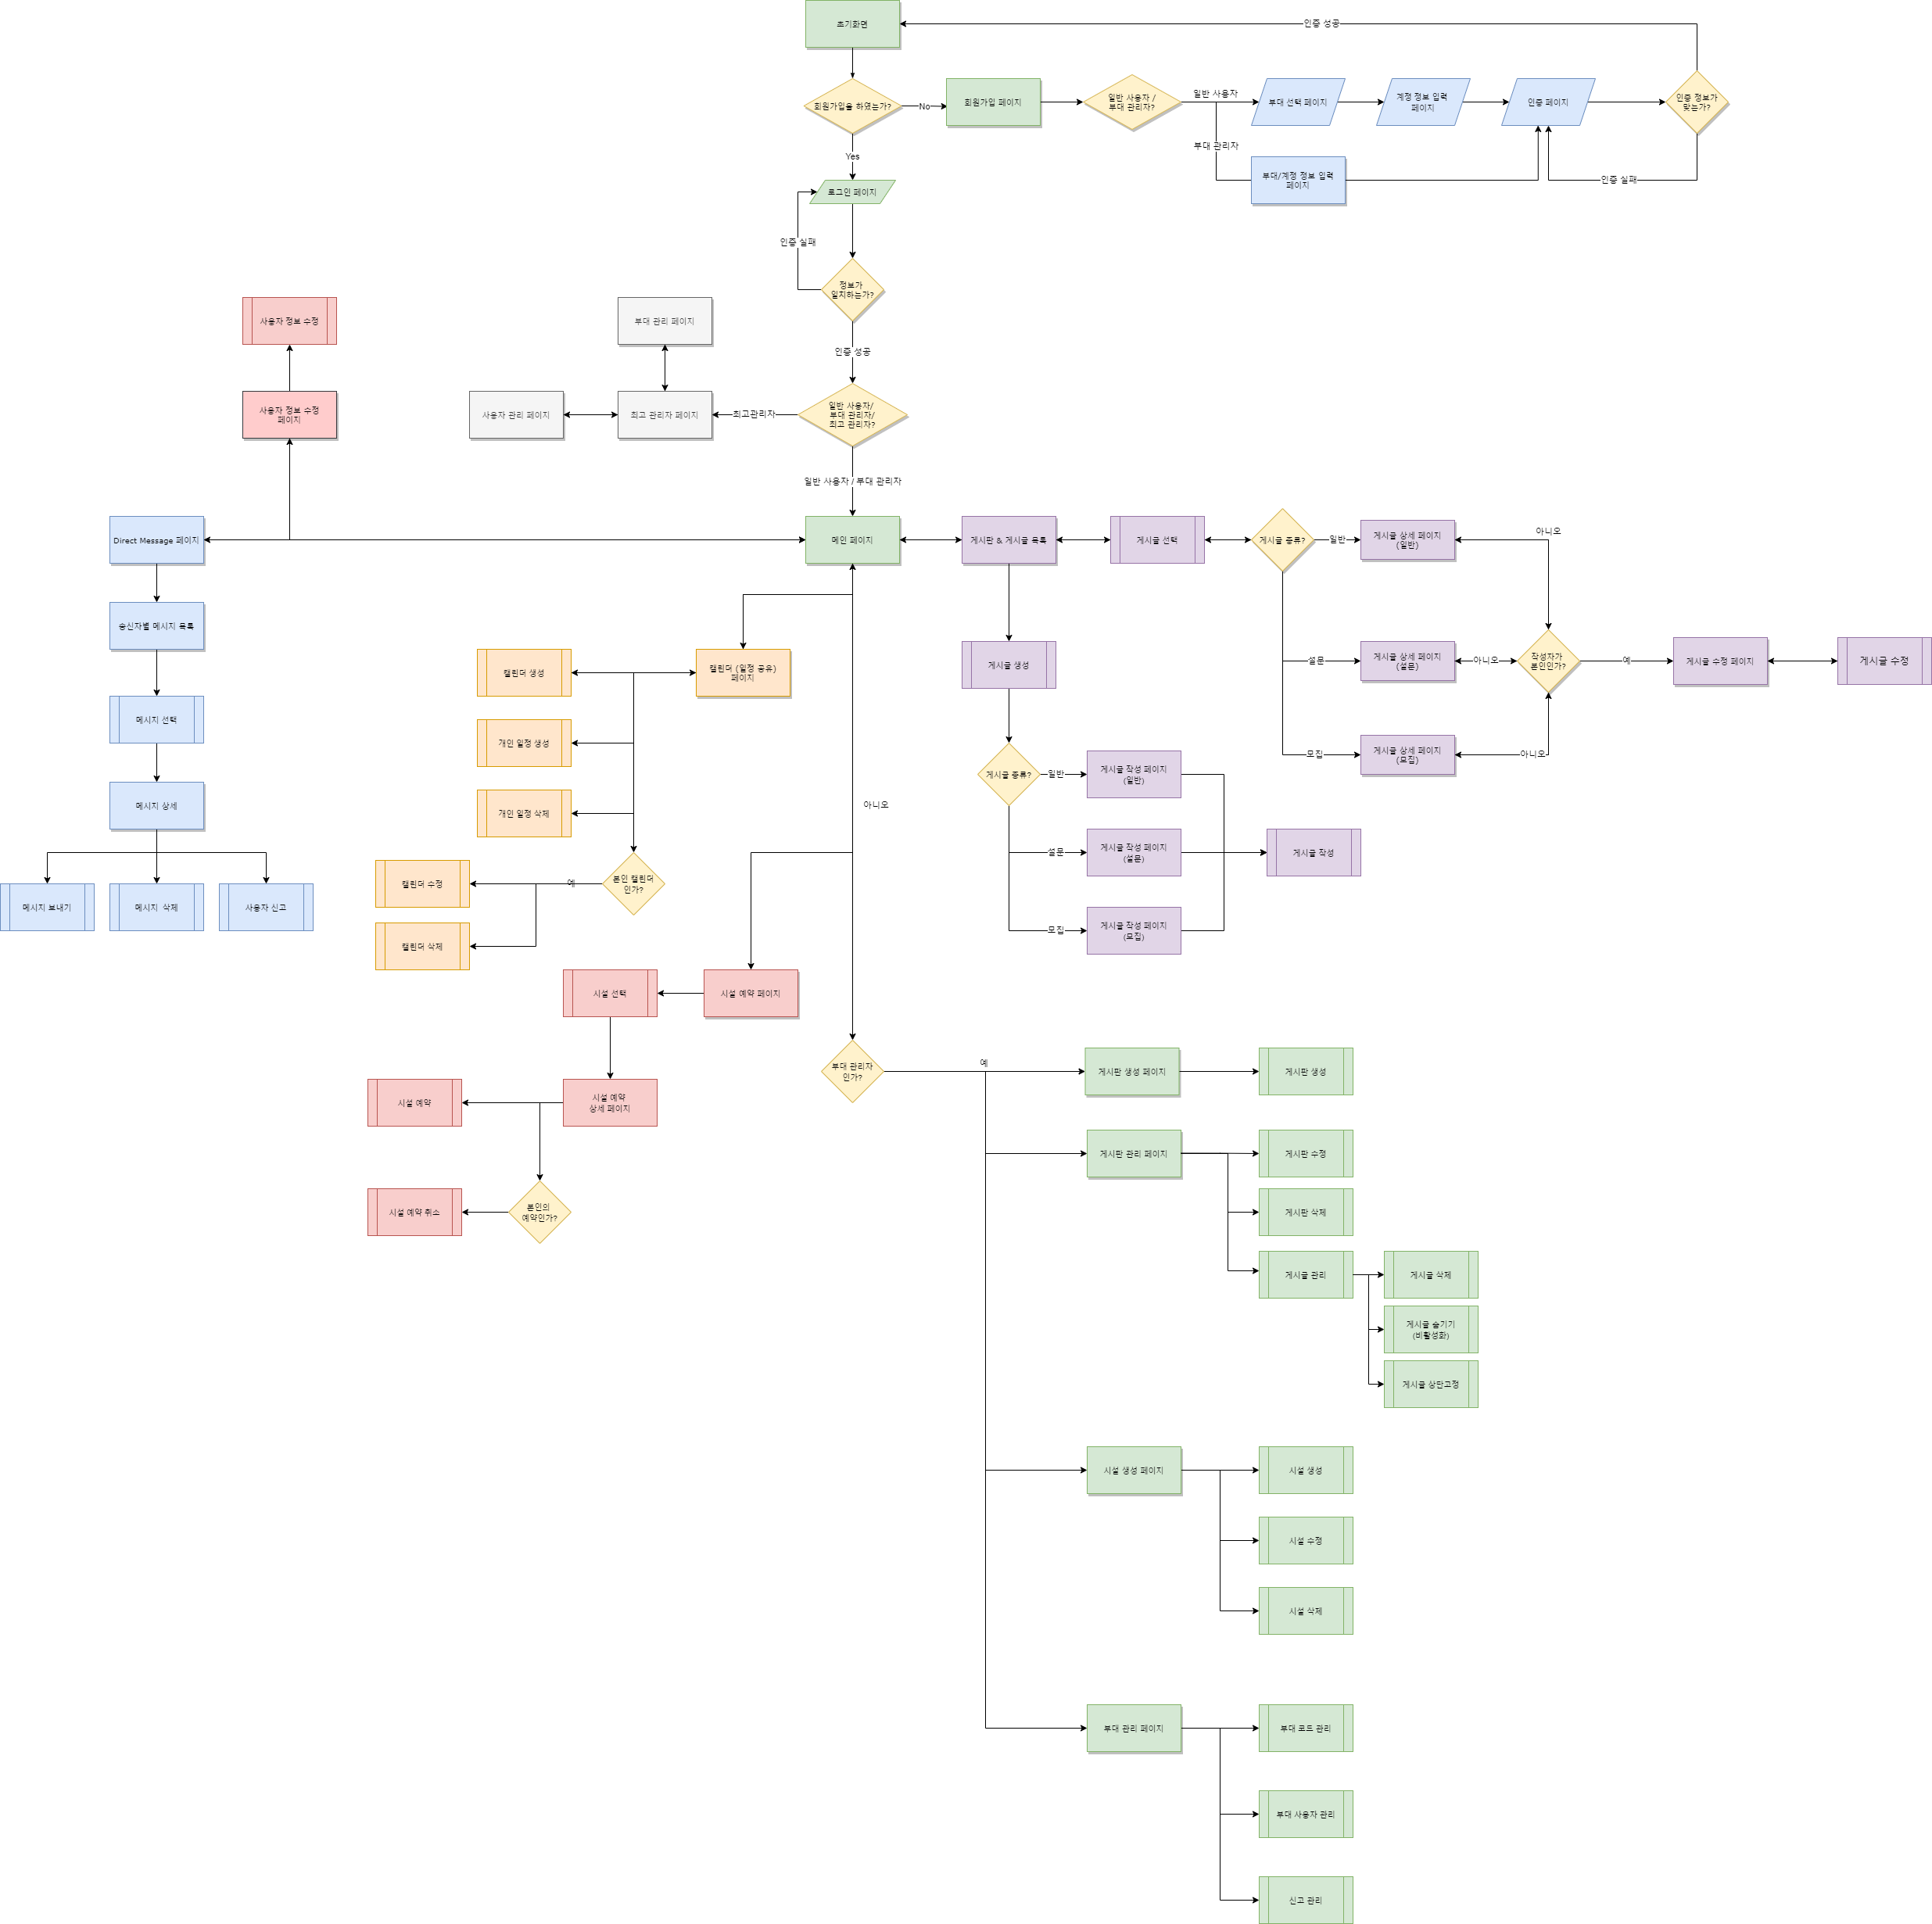 초기화면
인증 성공
회원가입을 하였는가?
No
회원가입 페이지
일반 사용자 /
부대 관리자?
일반 사용자
부대 선택 페이지
계정 정보 입력
페이지
인증 페이지
인증 정보가
맞는가?
부대 관리자
부대/계정 정보 입력
페이지
인증 실패
Yes
로그인 페이지
인증 실패
정보가
일치하는가?
인증 성공
사용자 정보 수정
부대 관리 페이지
사용자 정보 수정
페이지
사용자 관리 페이지
최고 관리자 페이지
최고관리자
일반 사용자/
부대 관리자/
최고 관리자?
일반 사용자 / 부대 관리자
Direct Message 페이지
메인 페이지
게시판 & 게시글 목록
게시글 선택
게시글 종류?
일반
게시글 상세 페이지
(일반)
아니오
송신자별 메시지 목록
메시지 선택
메시지 상세
메시지 보내기
메시지 삭제
사용자 신고
캘린더 생성
캘린더 (일정 공유)
페이지
개인 일정 생성
개인 일정 삭제
본인 캘린더
인가?
예
캘린더 수정
캘린더 삭제
아니오
게시글 생성
게시글 종류?
일반
게시글 작성 페이지
(일반)
설문
게시글 작성 페이지
(설문)
게시글 작성
모집
게시글 작성 페이지
(모집)
설문
게시글 상세 페이지
(설문)
아니오
작성자가
본인인가?
예
게시글 수정 페이지
게시글 수정
모집
게시글 상세 페이지
(모집)
아니오
시설 선택
시설 예약 페이지
시설 예약
시설 예약
상세 페이지
시설 예약 취소
본인의
예약인가?
부대 관리자
인가?
예
게시판 생성 페이지
게시판 생성
게시판 관리 페이지
게시판 수정
게시판 삭제
게시글 관리
게시글 삭제
게시글 숨기기
(비활성화)
게시글 상단고정
시설 생성 페이지
시설 생성
시설 수정
시설 삭제
부대 관리 페이지
부대 코드 관리
부대 사용자 관리
신고 관리